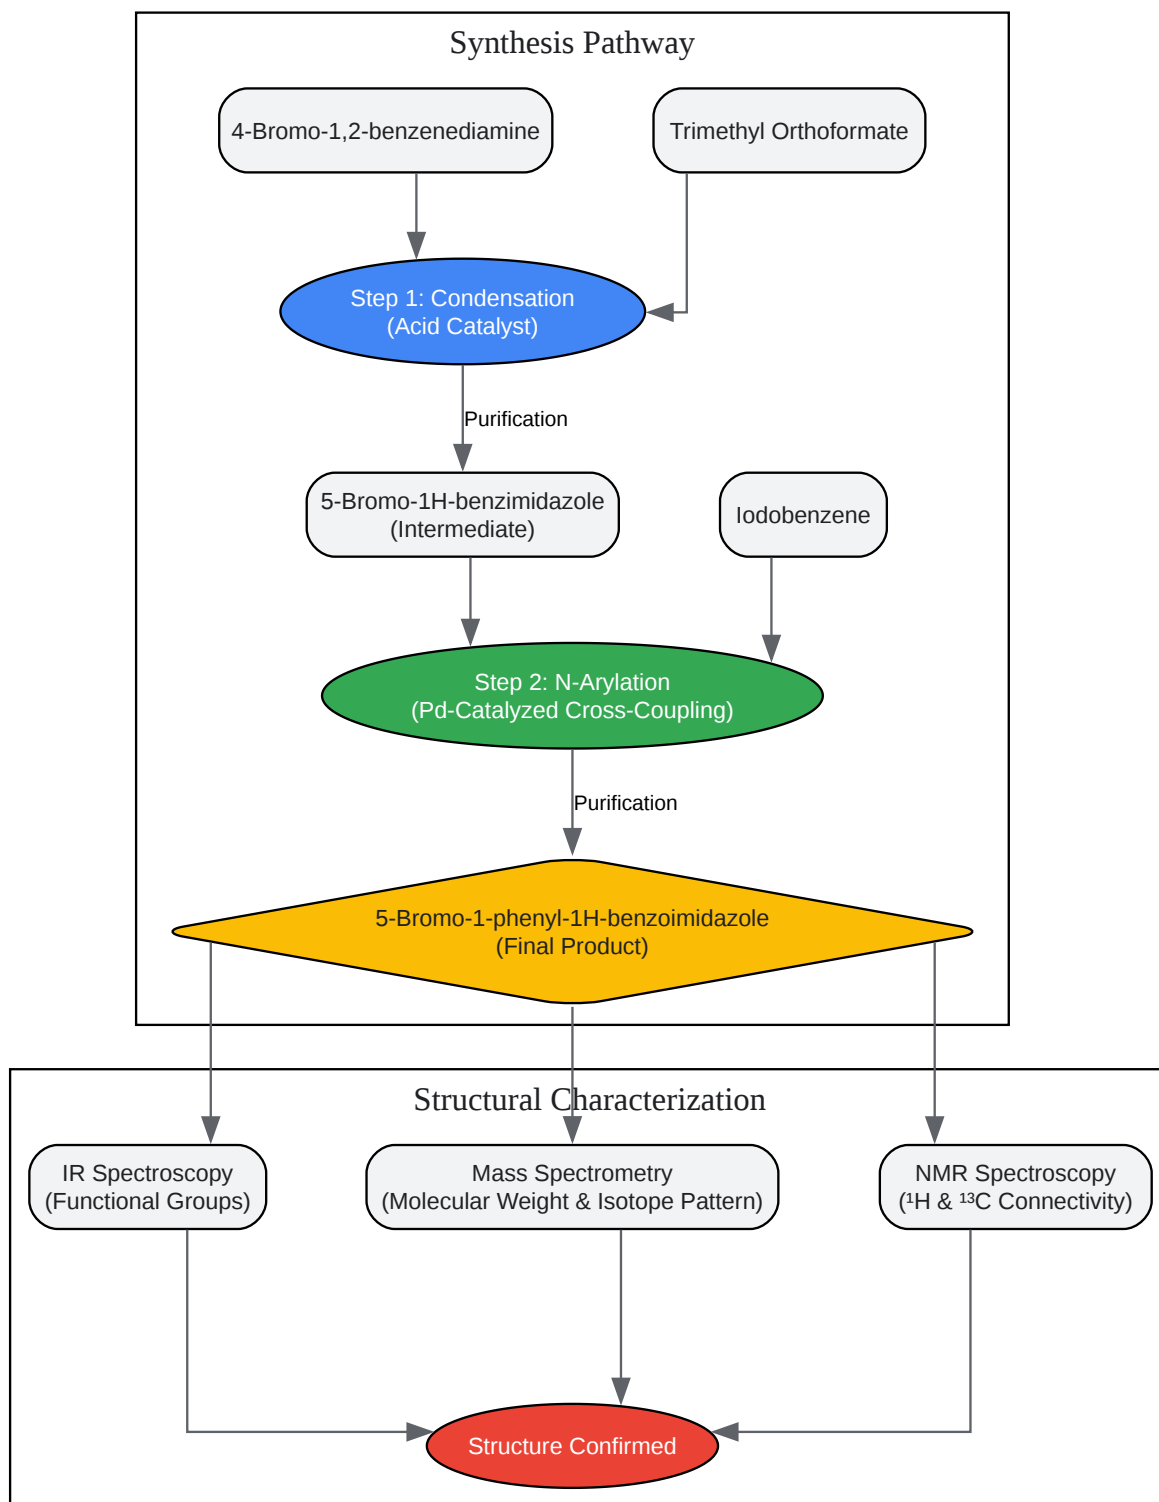 Synthesis Pathway
4-Bromo-1,2-benzenediamine
Trimethyl Orthoformate
Step 1: Condensation
(Acid Catalyst)
Purification
5-Bromo-1H-benzimidazole
(Intermediate)
Iodobenzene
Step 2: N-Arylation
(Pd-Catalyzed Cross-Coupling)
Purification
5-Bromo-1-phenyl-1H-benzoimidazole
(Final Product)
Structural Characterization
IR Spectroscopy
(Functional Groups)
Mass Spectrometry
(Molecular Weight & Isotope Pattern)
NMR Spectroscopy
(¹H & ¹³C Connectivity)
Structure Confirmed